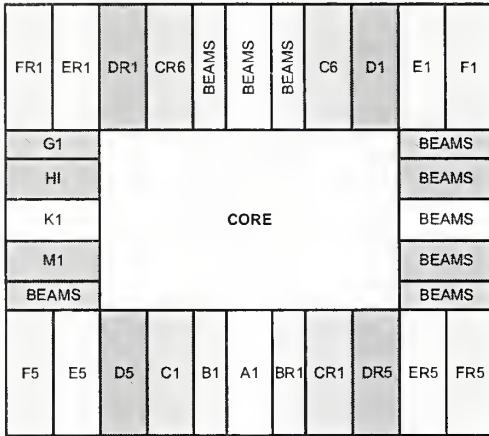 FR1 ER1 DR1 CR6 BEAMS BEAMS BEAMS C6 D1 E1 F1
G1 BEAMS
HI BEAMS
K1 CORE BEAMS
M1 BEAMS
BEAMS BEAMS
F5 E5 D5 C1 B1 A1 BR1 CR1 DR5 ER5 FR5